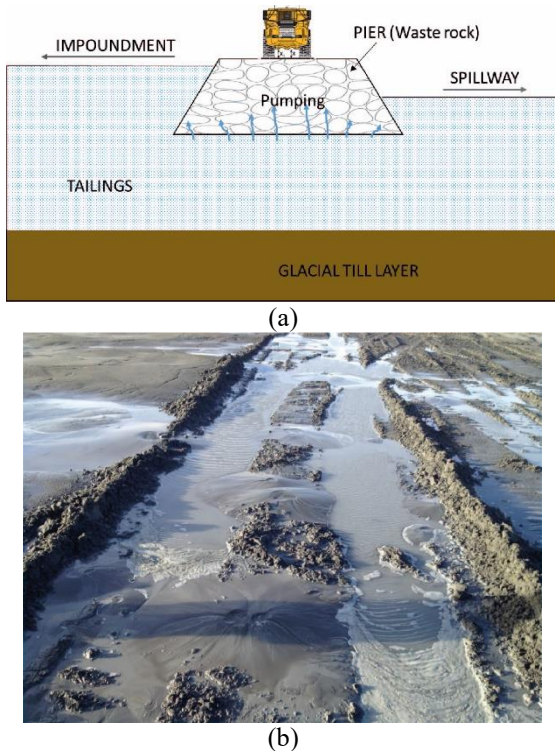 IMPOUNDMENT
PIER (Waste rock)
SPILLWAY
Pumping
TAILINGS
GLACIAL TILL LAYER
(a)
(b)